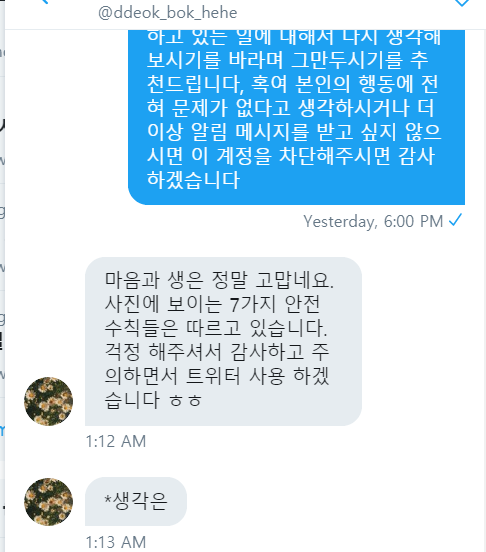 @ddeok_bok_hehe
하고 있는 일에 대해서 다시 생각해
보시기를 바라며 그만두시기를 추
천드립니다, 혹여 본인의 행동에 전
혀 문제가 없다고 생각하시거나 더
이상 알림 메시지를 받고 싶지 않으
시면 이 계정을 차단해주시면 감사
하겠습니다
Yesterday, 6:00 PM
마음과 생은 정말 고맙네요.
사진에 보이는 7가지 안전
수칙들은 따르고 있습니다.
걱정 해주셔서 감사하고 주
의하면서 트위터 사용 하겠
습니다 ㅎㅎ
1:12 AM
*생각은
1:13 AM